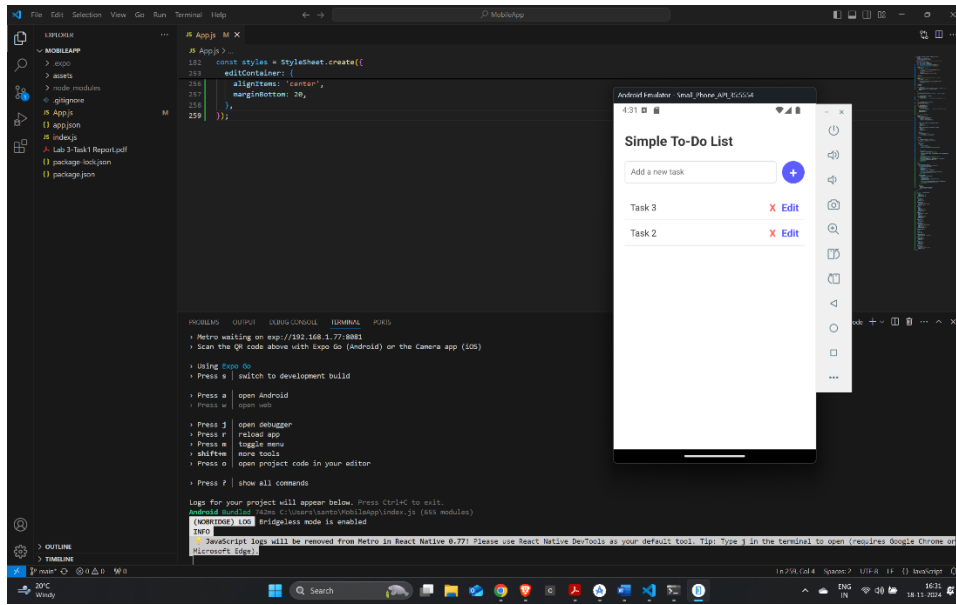 File Edit Selection View Go Run Terminal Help
MobileApp
EXPLORER
MOBILEAPP
.expo
assets
node_modules
.gitignore
JS App.js M
{} app.json
JS index.js
Lab 3-Task1 Report.pdf
{} package-lock.json
{} package.json
OUTLINE
TIMELINE
JS App.js M X
JS App.js > ...
182 const styles = StyleSheet.create({
253 editContainer: {
256 alignItems: 'center',
257 marginBottom: 20,
258 },
259 });
PROBLEMS OUTPUT DEBUG CONSOLE TERMINAL PORTS
› Metro waiting on exp://192.168.1.77:8081
› Scan the QR code above with Expo Go (Android) or the Camera app (iOS)
› Using Expo Go
› Press s │ switch to development build
› Press a │ open Android
› Press w │ open web
› Press j │ open debugger
› Press r │ reload app
› Press m │ toggle menu
› shift+m │ more tools
› Press o │ open project code in your editor
› Press ? │ show all commands
Logs for your project will appear below. Press Ctrl+C to exit.
Android Bundled 742ms C:\Users\santo\MobileApp\index.js (665 modules)
(NOBRIDGE) LOG Bridgeless mode is enabled
INFO
JavaScript logs will be removed from Metro in React Native 0.77! Please use React Native DevTools as your default tool. Tip: Type j in the terminal to open (requires Google Chrome or
Microsoft Edge).
Android Emulator - Small_Phone_API_35:5554
4:31
Simple To-Do List
Add a new task
+
Task 3 X Edit
Task 2 X Edit
main* 0 0 0
Ln 259, Col 4 Spaces: 2 UTF-8 LF {} JavaScript
20°C
Windy
Search
ENG
IN
16:31
18-11-2024